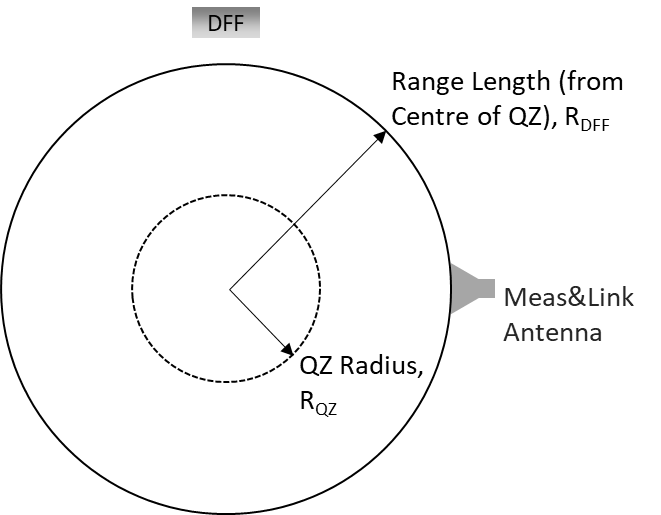 DFF
Range Length (from
Centre of QZ), RDFF
Meas&Link
Antenna
QZ Radius,
RQZ